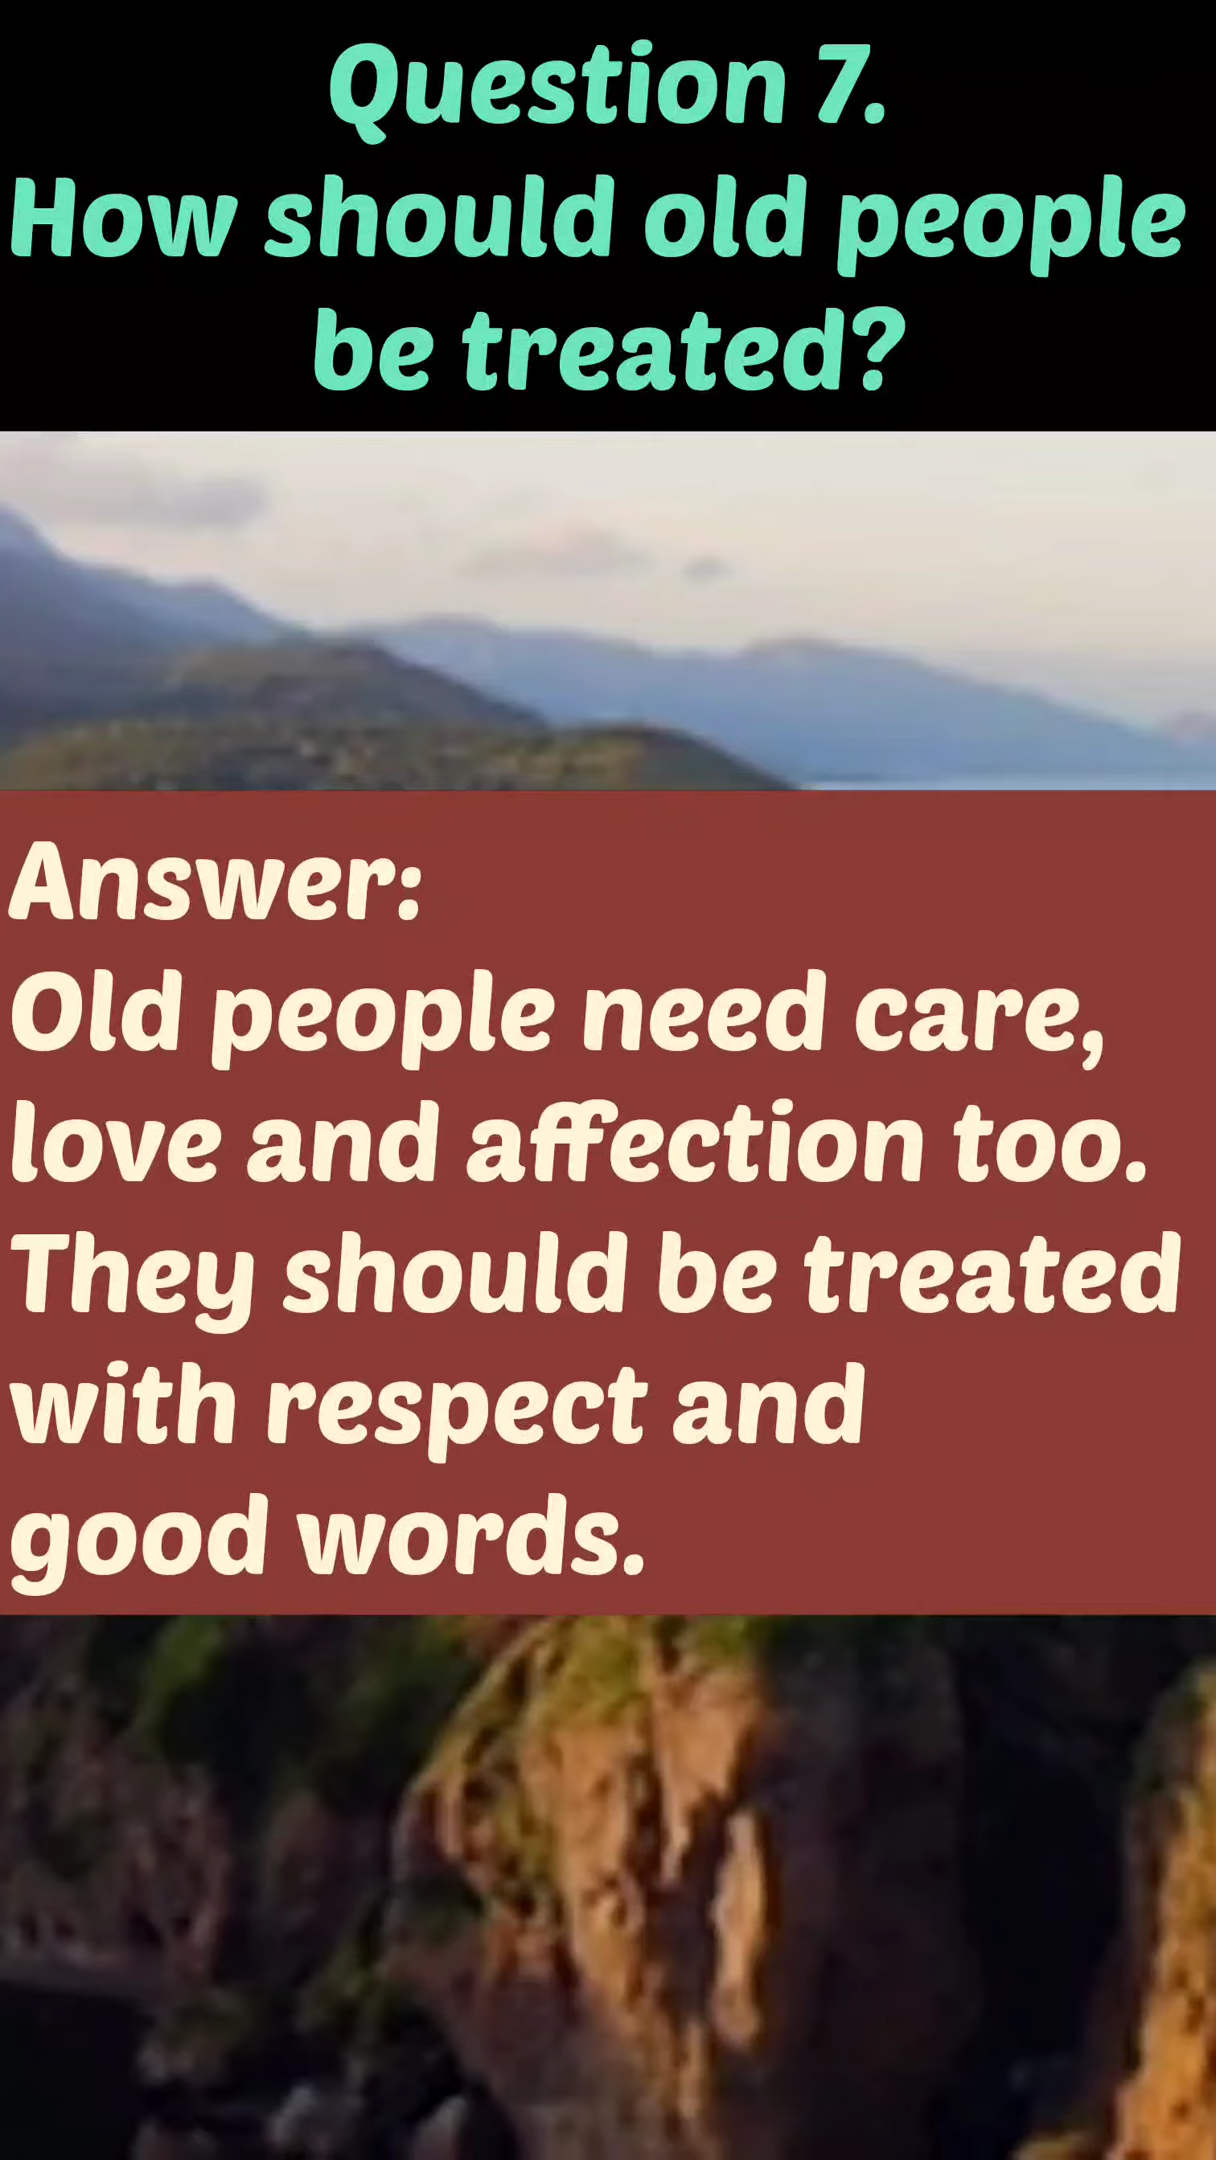 Question 7.
How should old people
be treated?
Answer:
Old people need care,
love and affection too.
They should be treated
with respect and
good words.